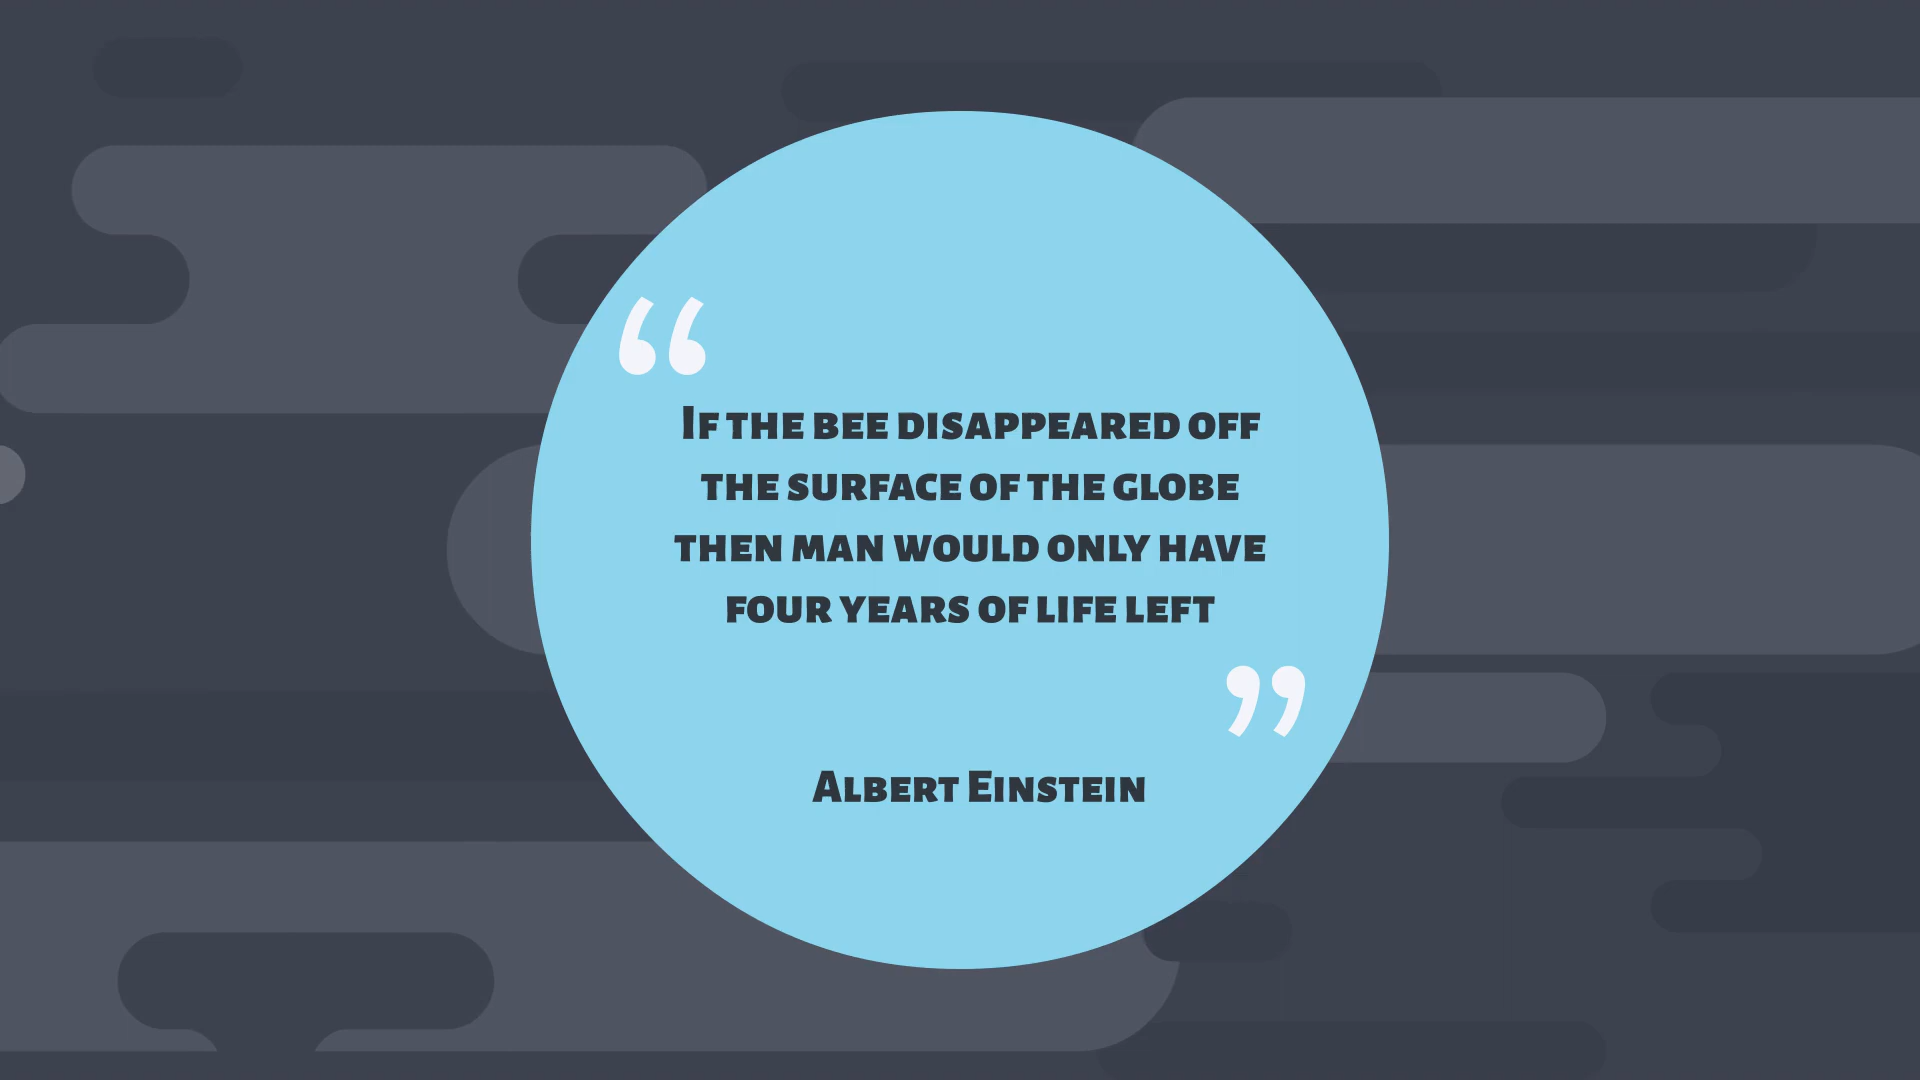 “
If the bee disappeared off
the surface of the globe
then man would only have
four years of life left
”
Albert Einstein